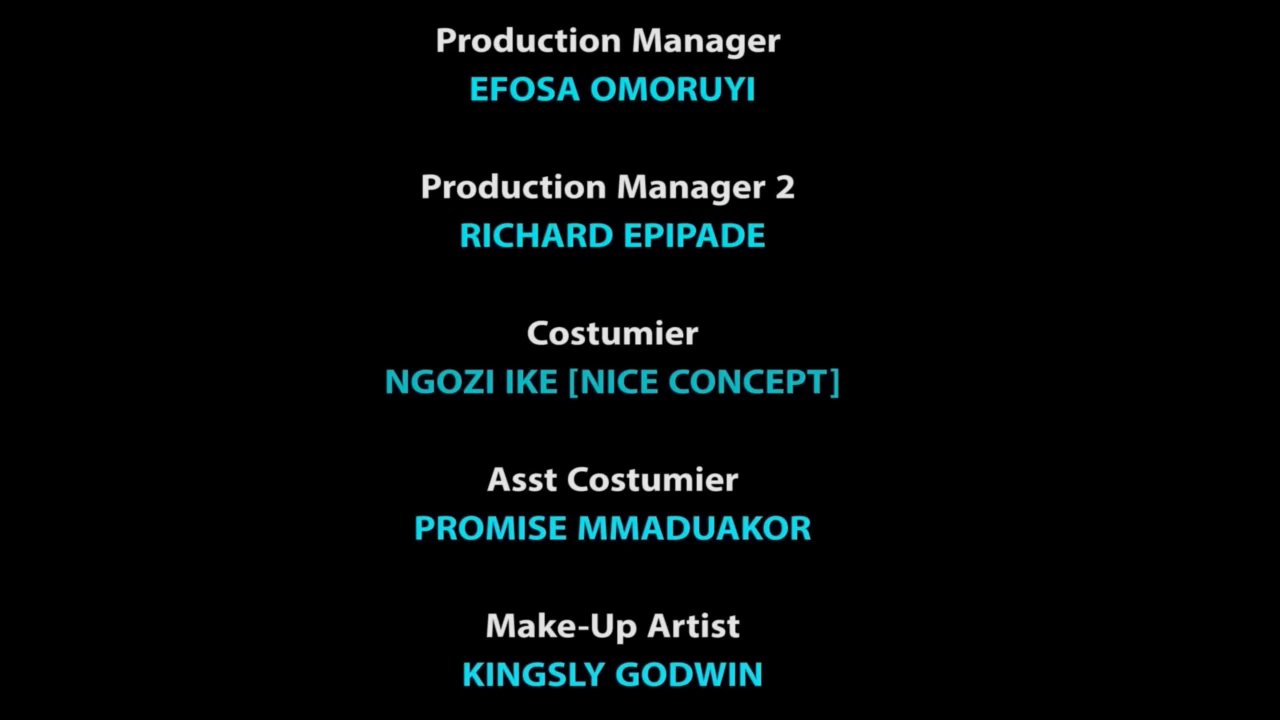 Production Manager
EFOSA OMORUYI
Production Manager 2
RICHARD EPIPADE
Costumier
NGOZI IKE [NICE CONCEPT]
Asst Costumier
PROMISE MMADUAKOR
Make-Up Artist
KINGSLY GODWIN